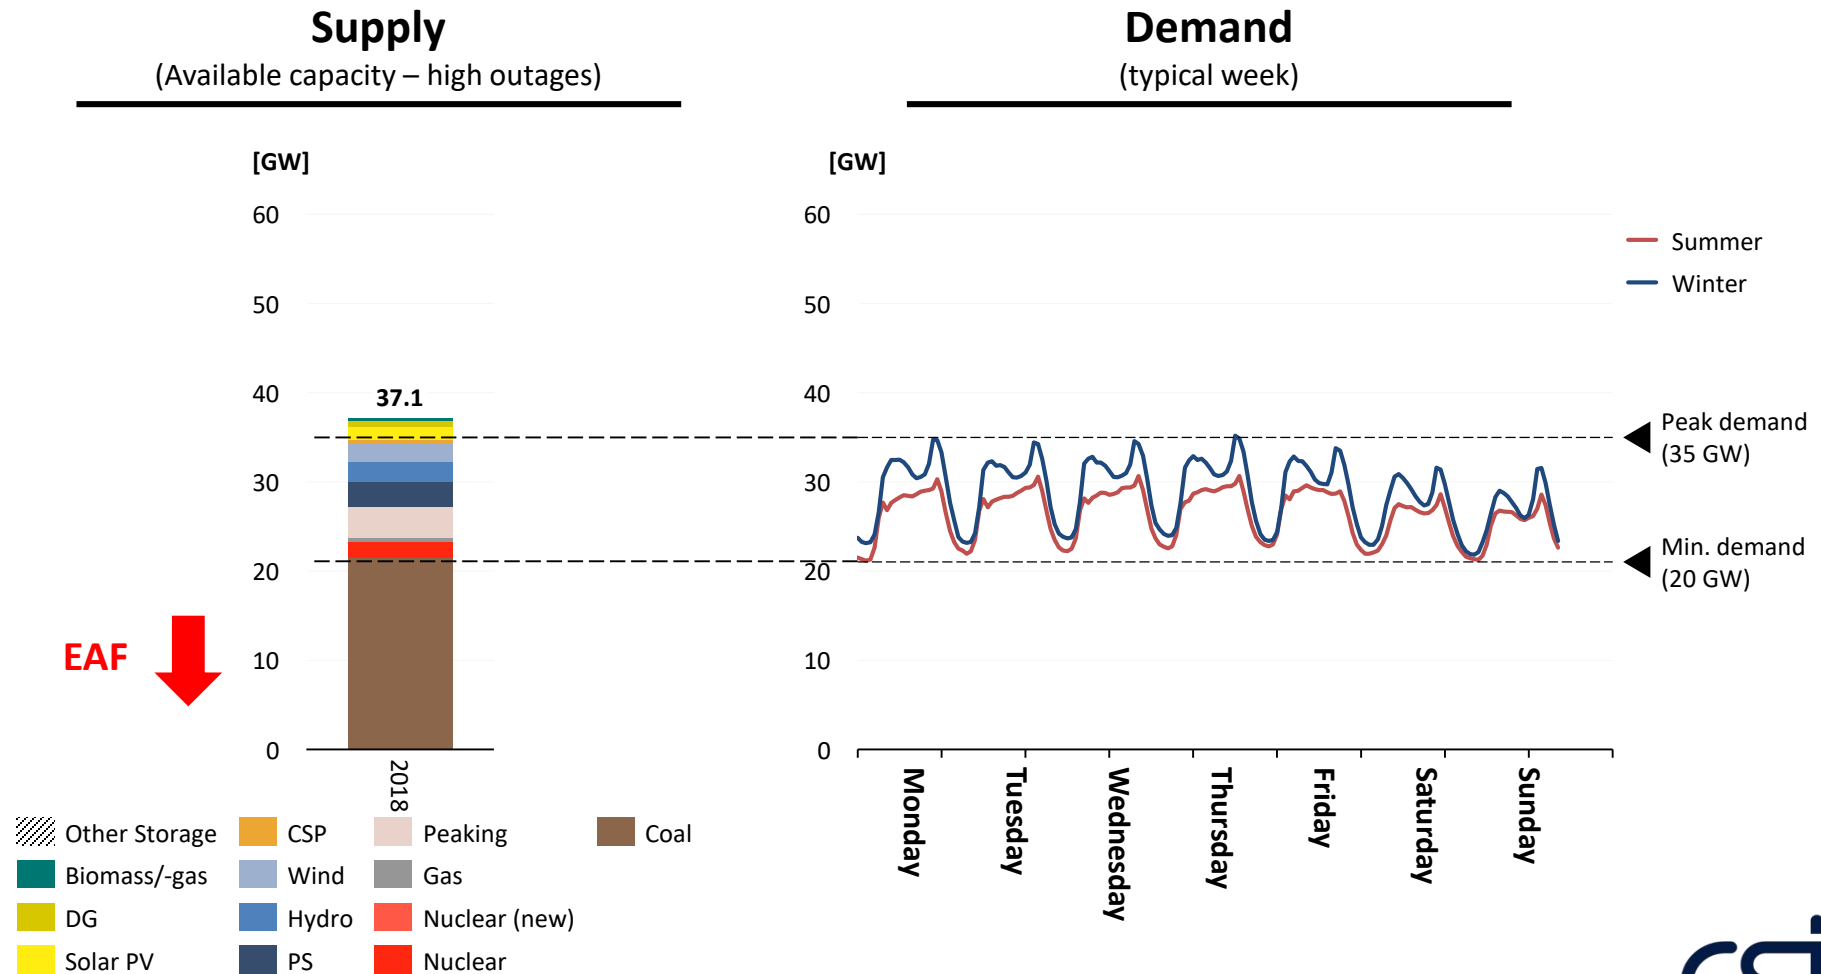 Supply
(Available capacity – high outages)
[GW]
60
50
40
30
20
10
0
37.1
EAF
2018
Other Storage
Biomass/-gas
DG
Solar PV
CSP
Wind
Hydro
PS
Peaking
Gas
Nuclear (new)
Nuclear
Coal
Demand
(typical week)
[GW]
60
50
40
30
20
10
0
Summer
Winter
Peak demand
(35 GW)
Min. demand
(20 GW)
Monday
Tuesday
Wednesday
Thursday
Friday
Saturday
Sunday